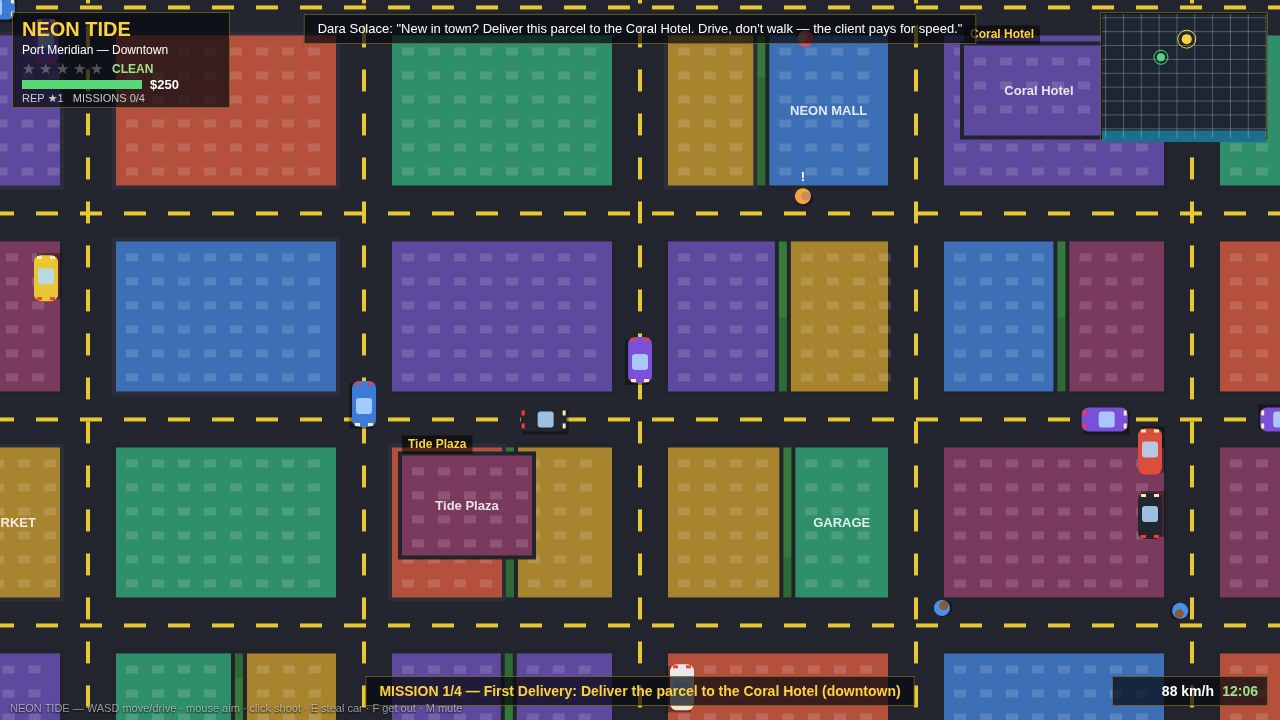 NEON TIDE
Port Meridian — Downtown
★★★★★ CLEAN
$250
REP ★1 MISSIONS 0/4
Dara Solace: "New in town? Deliver this parcel to the Coral Hotel. Drive, don't walk — the client pays for speed."
Coral Hotel
Coral Hotel
NEON MALL
!
Tide Plaza
Tide Plaza
RKET
GARAGE
MISSION 1/4 — First Delivery: Deliver the parcel to the Coral Hotel (downtown)
88 km/h 12:06
NEON TIDE — WASD move/drive · mouse aim · click shoot · E steal car · F get out · M mute